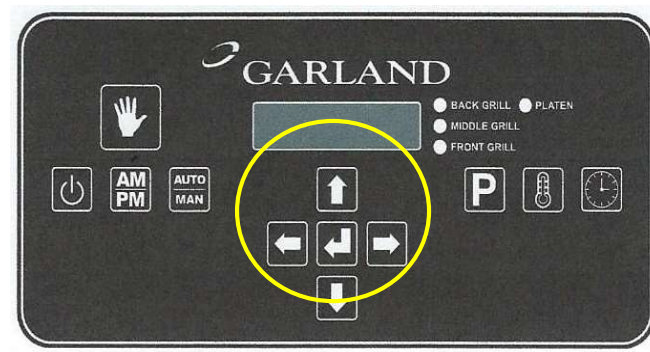 GARLAND
BACK GRILL PLATEN
MIDDLE GRILL
FRONT GRILL
AM
PM
AUTO
MAN
P